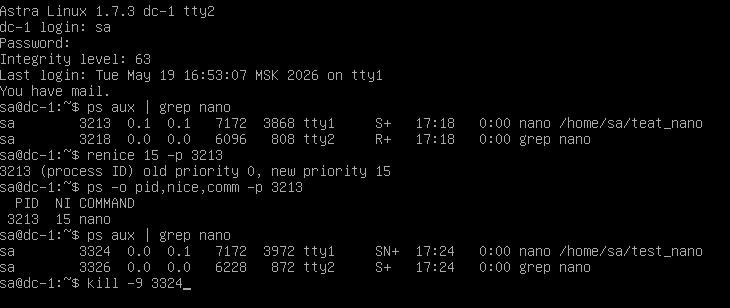 Astra Linux 1.7.3 dc-1 tty2
dc-1 login: sa
Password:
Integrity level: 63
Last login: Tue May 19 16:53:07 MSK 2026 on tty1
You have mail.
sa@dc-1:~$ ps aux | grep nano
sa        3213  0.1  0.1   7172  3868 tty1     S+   17:18   0:00 nano /home/sa/teat_nano
sa        3218  0.0  0.0   6096   808 tty2     R+   17:18   0:00 grep nano
sa@dc-1:~$ renice 15 -p 3213
3213 (process ID) old priority 0, new priority 15
sa@dc-1:~$ ps -o pid,nice,comm -p 3213
  PID  NI COMMAND
 3213  15 nano
sa@dc-1:~$ ps aux | grep nano
sa        3324  0.0  0.1   7172  3972 tty1     SN+  17:24   0:00 nano /home/sa/test_nano
sa        3326  0.0  0.0   6228   872 tty2     S+   17:24   0:00 grep nano
sa@dc-1:~$ kill -9 3324_